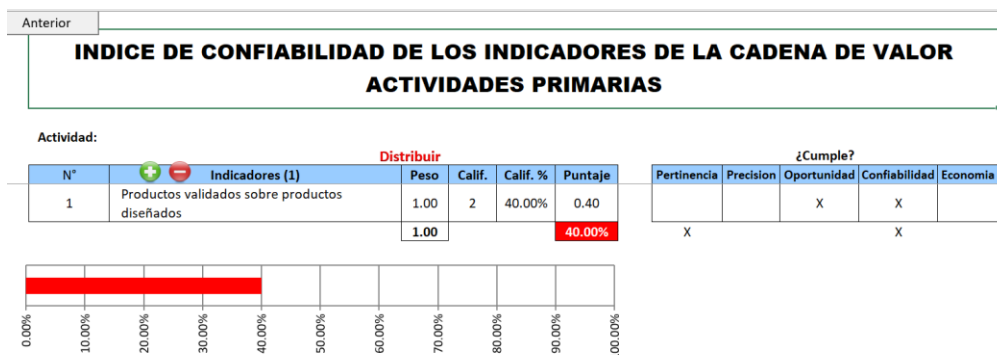 Anterior
INDICE DE CONFIABILIDAD DE LOS INDICADORES DE LA CADENA DE VALOR
ACTIVIDADES PRIMARIAS
Actividad:
Distribuir
¿Cumple?
N° Indicadores (1) Peso Calif. Calif. % Puntaje Pertinencia Precision Oportunidad Confiabilidad Economia
1 Productos validados sobre productos diseñados 1.00 2 40.00% 0.40 X X
1.00 40.00% X X
0.00% 10.00% 20.00% 30.00% 40.00% 50.00% 60.00% 70.00% 80.00% 90.00% 100.00%